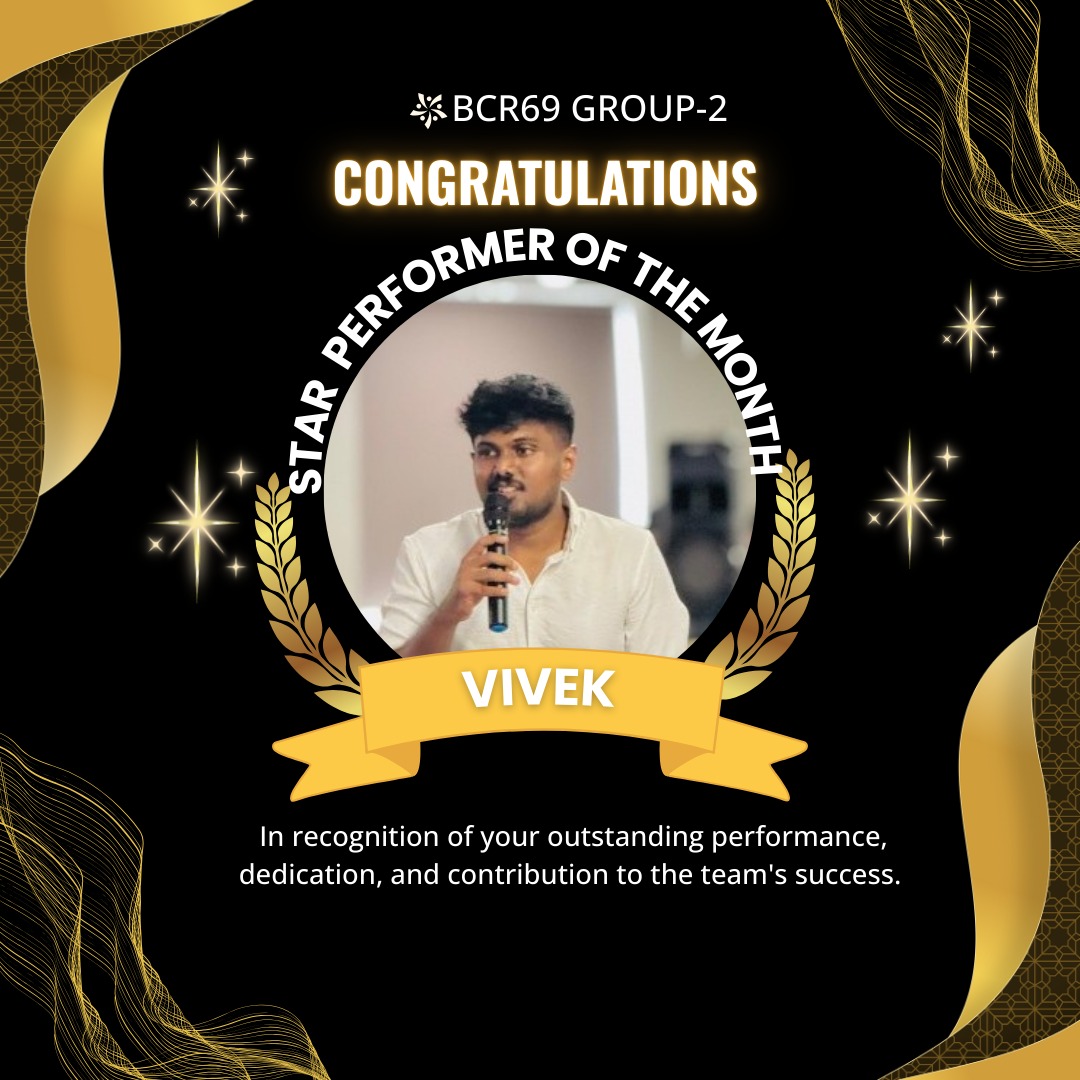 BCR69 GROUP-2
CONGRATULATIONS
STAR PERFORMER OF THE MONTH
VIVEK
In recognition of your outstanding performance,
dedication, and contribution to the team's success.